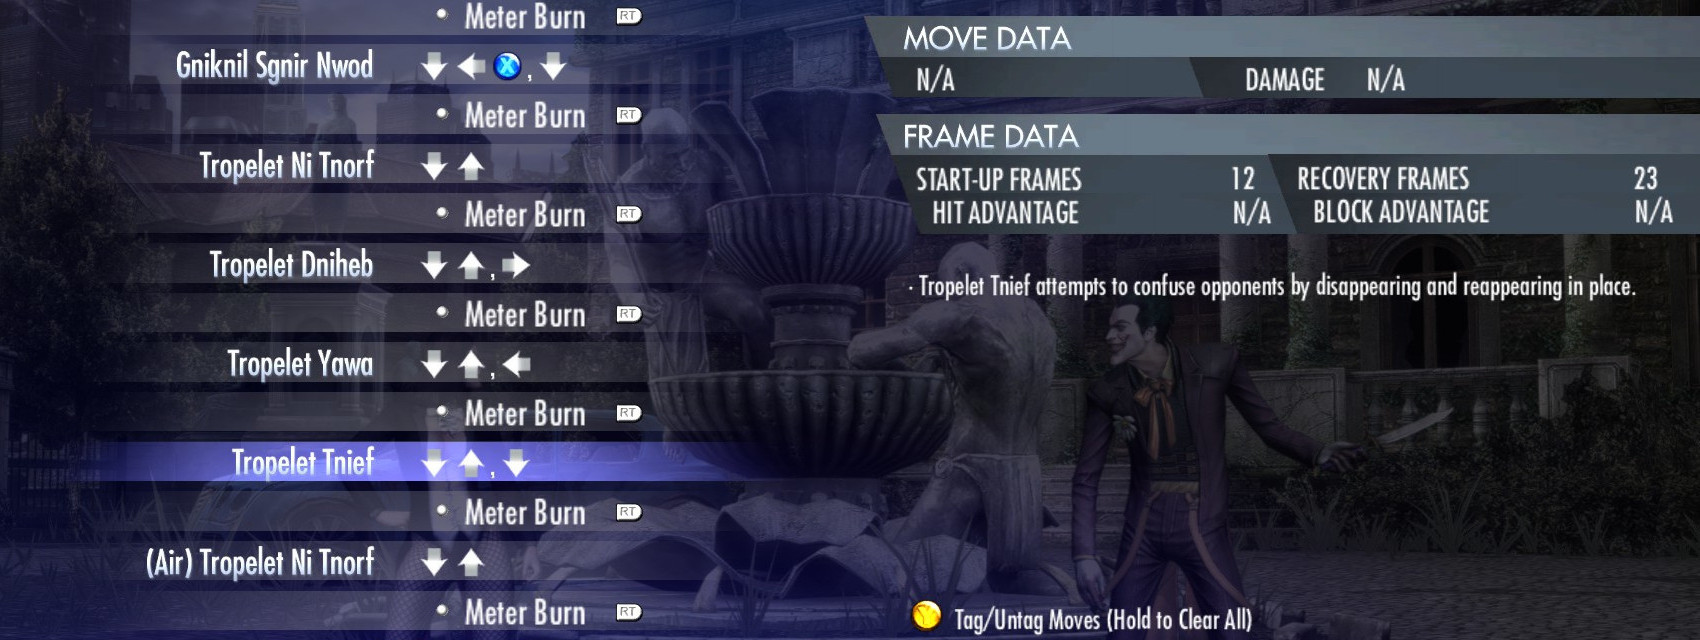 Meter Burn RT
Gniknil Sgnir Nwod X ,
Meter Burn RT
Tropelet Ni Tnorf
Meter Burn RT
Tropelet Dniheb ,
Meter Burn RT
Tropelet Yawa ,
Meter Burn RT
Tropelet Tnief ,
Meter Burn RT
(Air) Tropelet Ni Tnorf
Meter Burn RT
MOVE DATA
N/A DAMAGE N/A
FRAME DATA
START-UP FRAMES 12 RECOVERY FRAMES 23
HIT ADVANTAGE N/A BLOCK ADVANTAGE N/A
· Tropelet Tnief attempts to confuse opponents by disappearing and reappearing in place.
Y Tag/Untag Moves (Hold to Clear All)